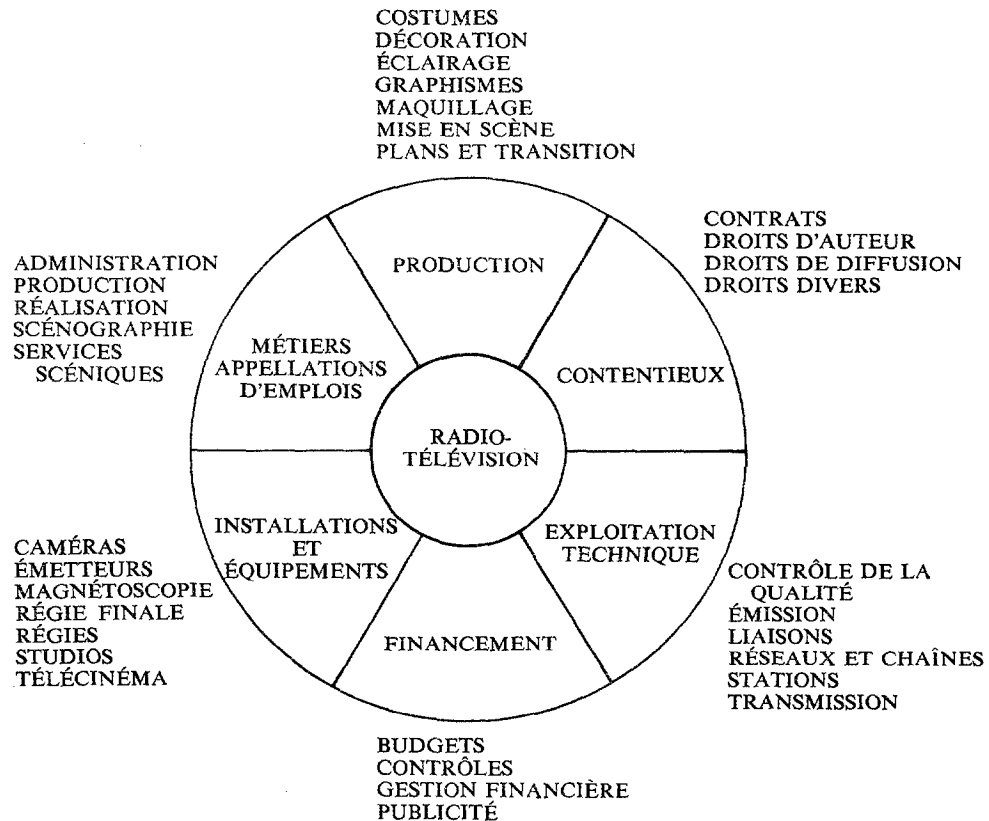 COSTUMES
DÉCORATION
ÉCLAIRAGE
GRAPHISMES
MAQUILLAGE
MISE EN SCÈNE
PLANS ET TRANSITION
PRODUCTION
CONTRATS
DROITS D'AUTEUR
DROITS DE DIFFUSION
DROITS DIVERS
CONTENTIEUX
ADMINISTRATION
PRODUCTION
RÉALISATION
SCÉNOGRAPHIE
SERVICES
SCÉNIQUES
MÉTIERS
APPELLATIONS
D'EMPLOIS
RADIO-
TÉLÉVISION
INSTALLATIONS
ET
ÉQUIPEMENTS
CAMÉRAS
ÉMETTEURS
MAGNÉTOSCOPIE
RÉGIE FINALE
RÉGIES
STUDIOS
TÉLÉCINÉMA
EXPLOITATION
TECHNIQUE
CONTRÔLE DE LA
QUALITÉ
ÉMISSION
LIAISONS
RÉSEAUX ET CHAÎNES
STATIONS
TRANSMISSION
FINANCEMENT
BUDGETS
CONTRÔLES
GESTION FINANCIÈRE
PUBLICITÉ